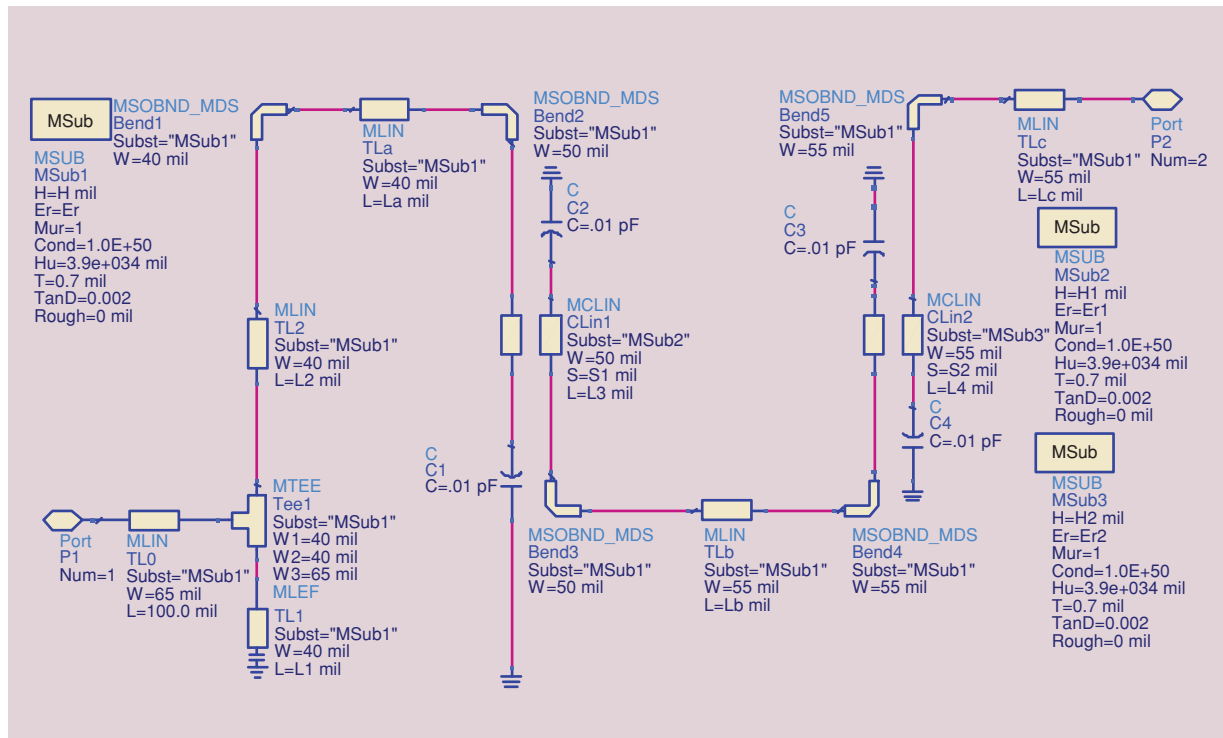 MSub
MSUB
MSub1
H=H mil
Er=Er
Mur=1
Cond=1.0E+50
Hu=3.9e+034 mil
T=0.7 mil
TanD=0.002
Rough=0 mil
MSOBND_MDS
Bend1
Subst="MSub1"
W=40 mil
MLIN
TLa
Subst="MSub1"
W=40 mil
L=La mil
MSOBND_MDS
Bend2
Subst="MSub1"
W=50 mil
C
C2
C=.01 pF
MSOBND_MDS
Bend5
Subst="MSub1"
W=55 mil
C
C3
C=.01 pF
MLIN
TLc
Subst="MSub1"
W=55 mil
L=Lc mil
Port
P2
Num=2
MSub
MSUB
MSub2
H=H1 mil
Er=Er1
Mur=1
Cond=1.0E+50
Hu=3.9e+034 mil
T=0.7 mil
TanD=0.002
Rough=0 mil
MLIN
TL2
Subst="MSub1"
W=40 mil
L=L2 mil
MCLIN
CLin1
Subst="MSub2"
W=50 mil
S=S1 mil
L=L3 mil
MCLIN
CLin2
Subst="MSub3"
W=55 mil
S=S2 mil
L=L4 mil
C
C4
C=.01 pF
C
C1
C=.01 pF
MSub
MSUB
MSub3
H=H2 mil
Er=Er2
Mur=1
Cond=1.0E+50
Hu=3.9e+034 mil
T=0.7 mil
TanD=0.002
Rough=0 mil
Port
P1
Num=1
MLIN
TL0
Subst="MSub1"
W=65 mil
L=100.0 mil
MTEE
Tee1
Subst="MSub1"
W1=40 mil
W2=40 mil
W3=65 mil
MLEF
TL1
Subst="MSub1"
W=40 mil
L=L1 mil
MSOBND_MDS
Bend3
Subst="MSub1"
W=50 mil
MLIN
TLb
Subst="MSub1"
W=55 mil
L=Lb mil
MSOBND_MDS
Bend4
Subst="MSub1"
W=55 mil